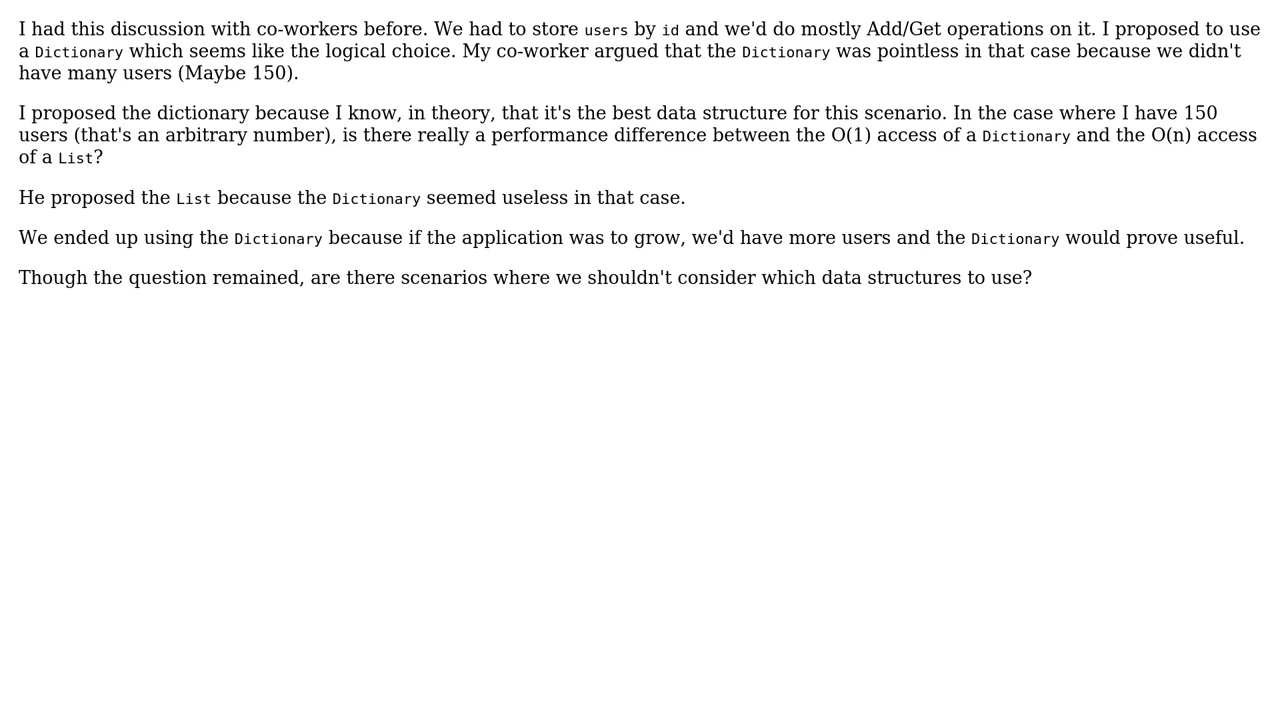 I had this discussion with co-workers before. We had to store users by id and we'd do mostly Add/Get operations on it. I proposed to use
a Dictionary which seems like the logical choice. My co-worker argued that the Dictionary was pointless in that case because we didn't
have many users (Maybe 150).
I proposed the dictionary because I know, in theory, that it's the best data structure for this scenario. In the case where I have 150
users (that's an arbitrary number), is there really a performance difference between the O(1) access of a Dictionary and the O(n) access
of a List?
He proposed the List because the Dictionary seemed useless in that case.
We ended up using the Dictionary because if the application was to grow, we'd have more users and the Dictionary would prove useful.
Though the question remained, are there scenarios where we shouldn't consider which data structures to use?